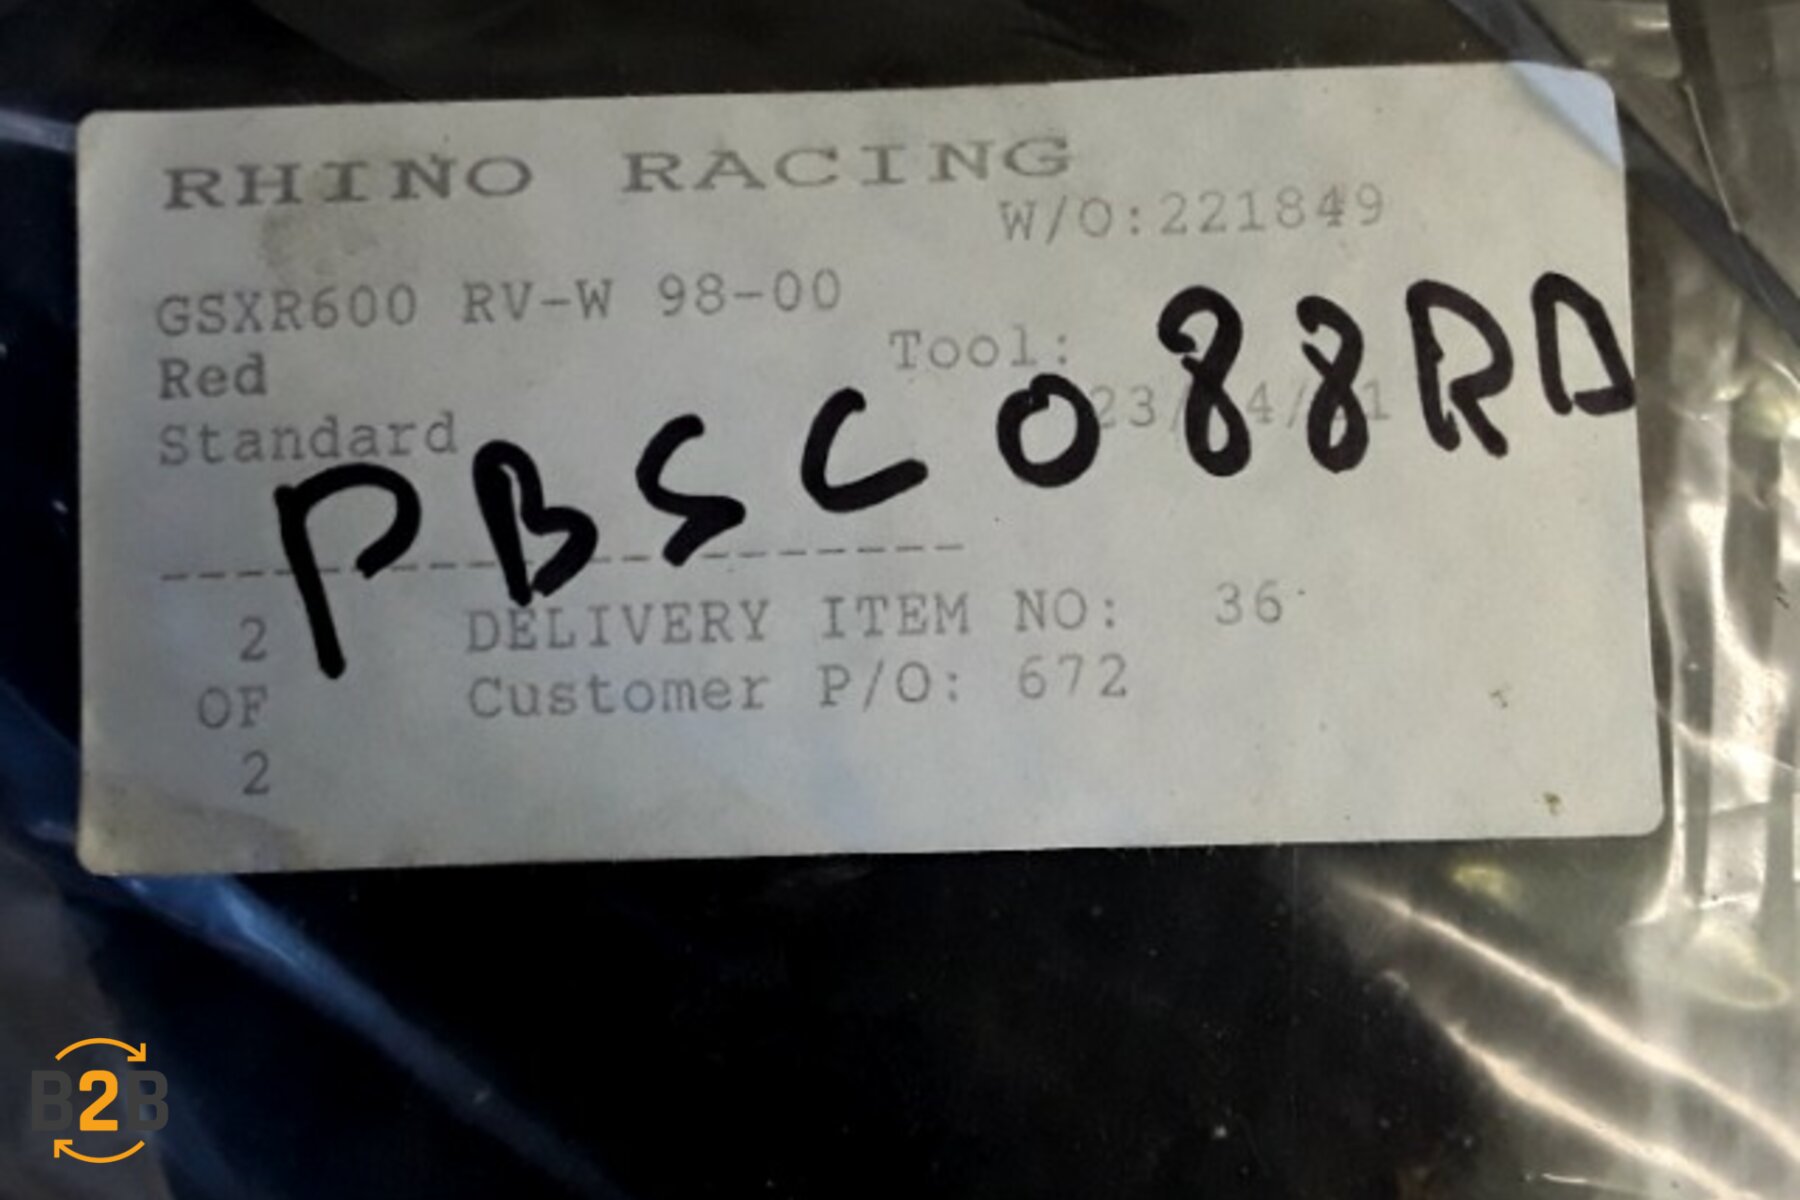 RHINO RACING
W/O:221849
GSXR600 RV-W 98-00
Red
Tool:
Standard
PBSC088RD
2 DELIVERY ITEM NO: 36
OF Customer P/O: 672
2
B2B